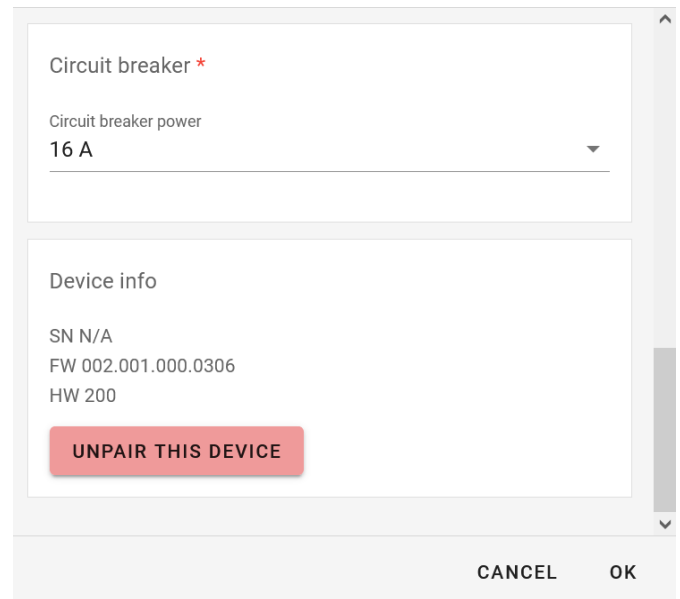 Circuit breaker *
Circuit breaker power
16 A
Device info
SN N/A
FW 002.001.000.0306
HW 200
UNPAIR THIS DEVICE
CANCEL OK